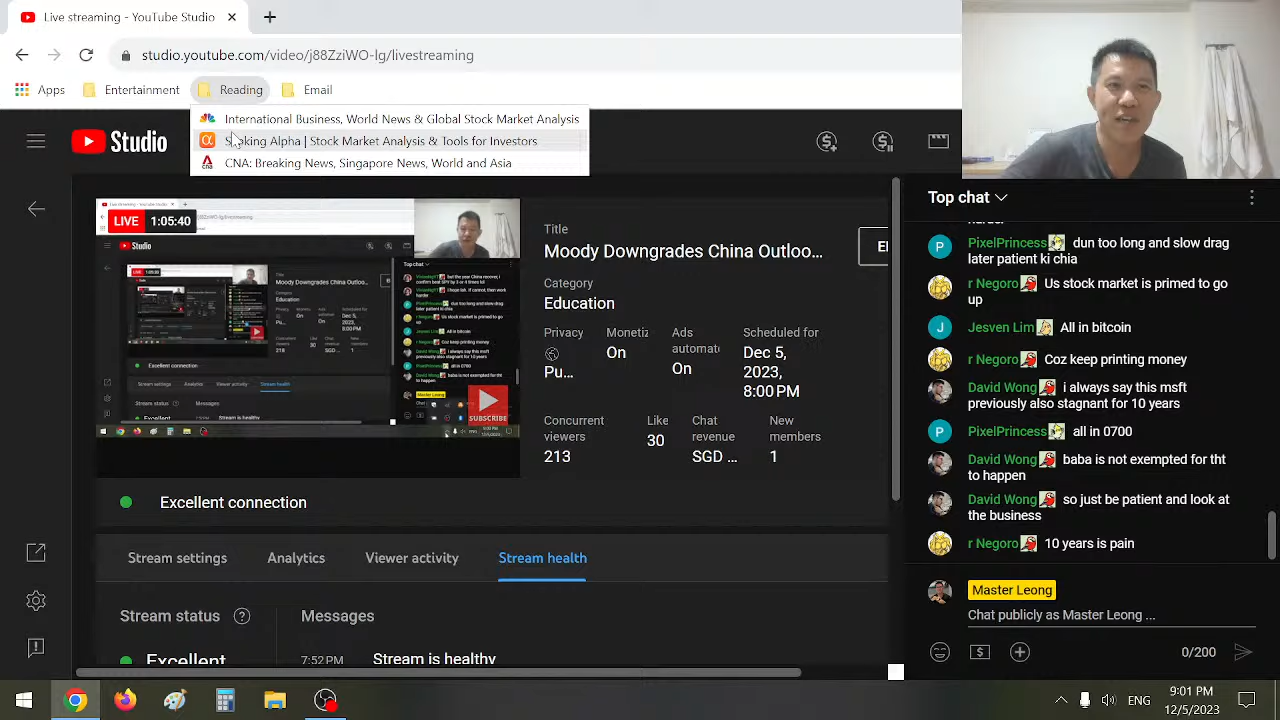 Live streaming - YouTube Studio
studio.youtube.com/video/j88ZziWO-Ig/livestreaming
Apps
Entertainment
Reading
Email
International Business, World News & Global Stock Market Analysis
Seeking Alpha | Stock Market Analysis & Tools for Investors
CNA: Breaking News, Singapore News, World and Asia
Studio
LIVE 1:05:40
Studio
SUBSCRIBE
Title
Moody Downgrades China Outloo...
Category
Education
Privacy
Pu...
Monetiz
On
Ads
automati
On
Scheduled for
Dec 5,
2023,
8:00 PM
Concurrent
viewers
213
Like
30
Chat
revenue
SGD ...
New
members
1
Excellent connection
Stream settings
Analytics
Viewer activity
Stream health
Stream status
Messages
Excellent
7:52 PM
Stream is healthy
Top chat
PixelPrincess dun too long and slow drag
later patient ki chia
r Negoro Us stock market is primed to go
up
Jesven Lim All in bitcoin
r Negoro Coz keep printing money
David Wong i always say this msft
previously also stagnant for 10 years
PixelPrincess all in 0700
David Wong baba is not exempted for tht
to happen
David Wong so just be patient and look at
the business
r Negoro 10 years is pain
Master Leong
Chat publicly as Master Leong ...
0/200
ENG
9:01 PM
12/5/2023